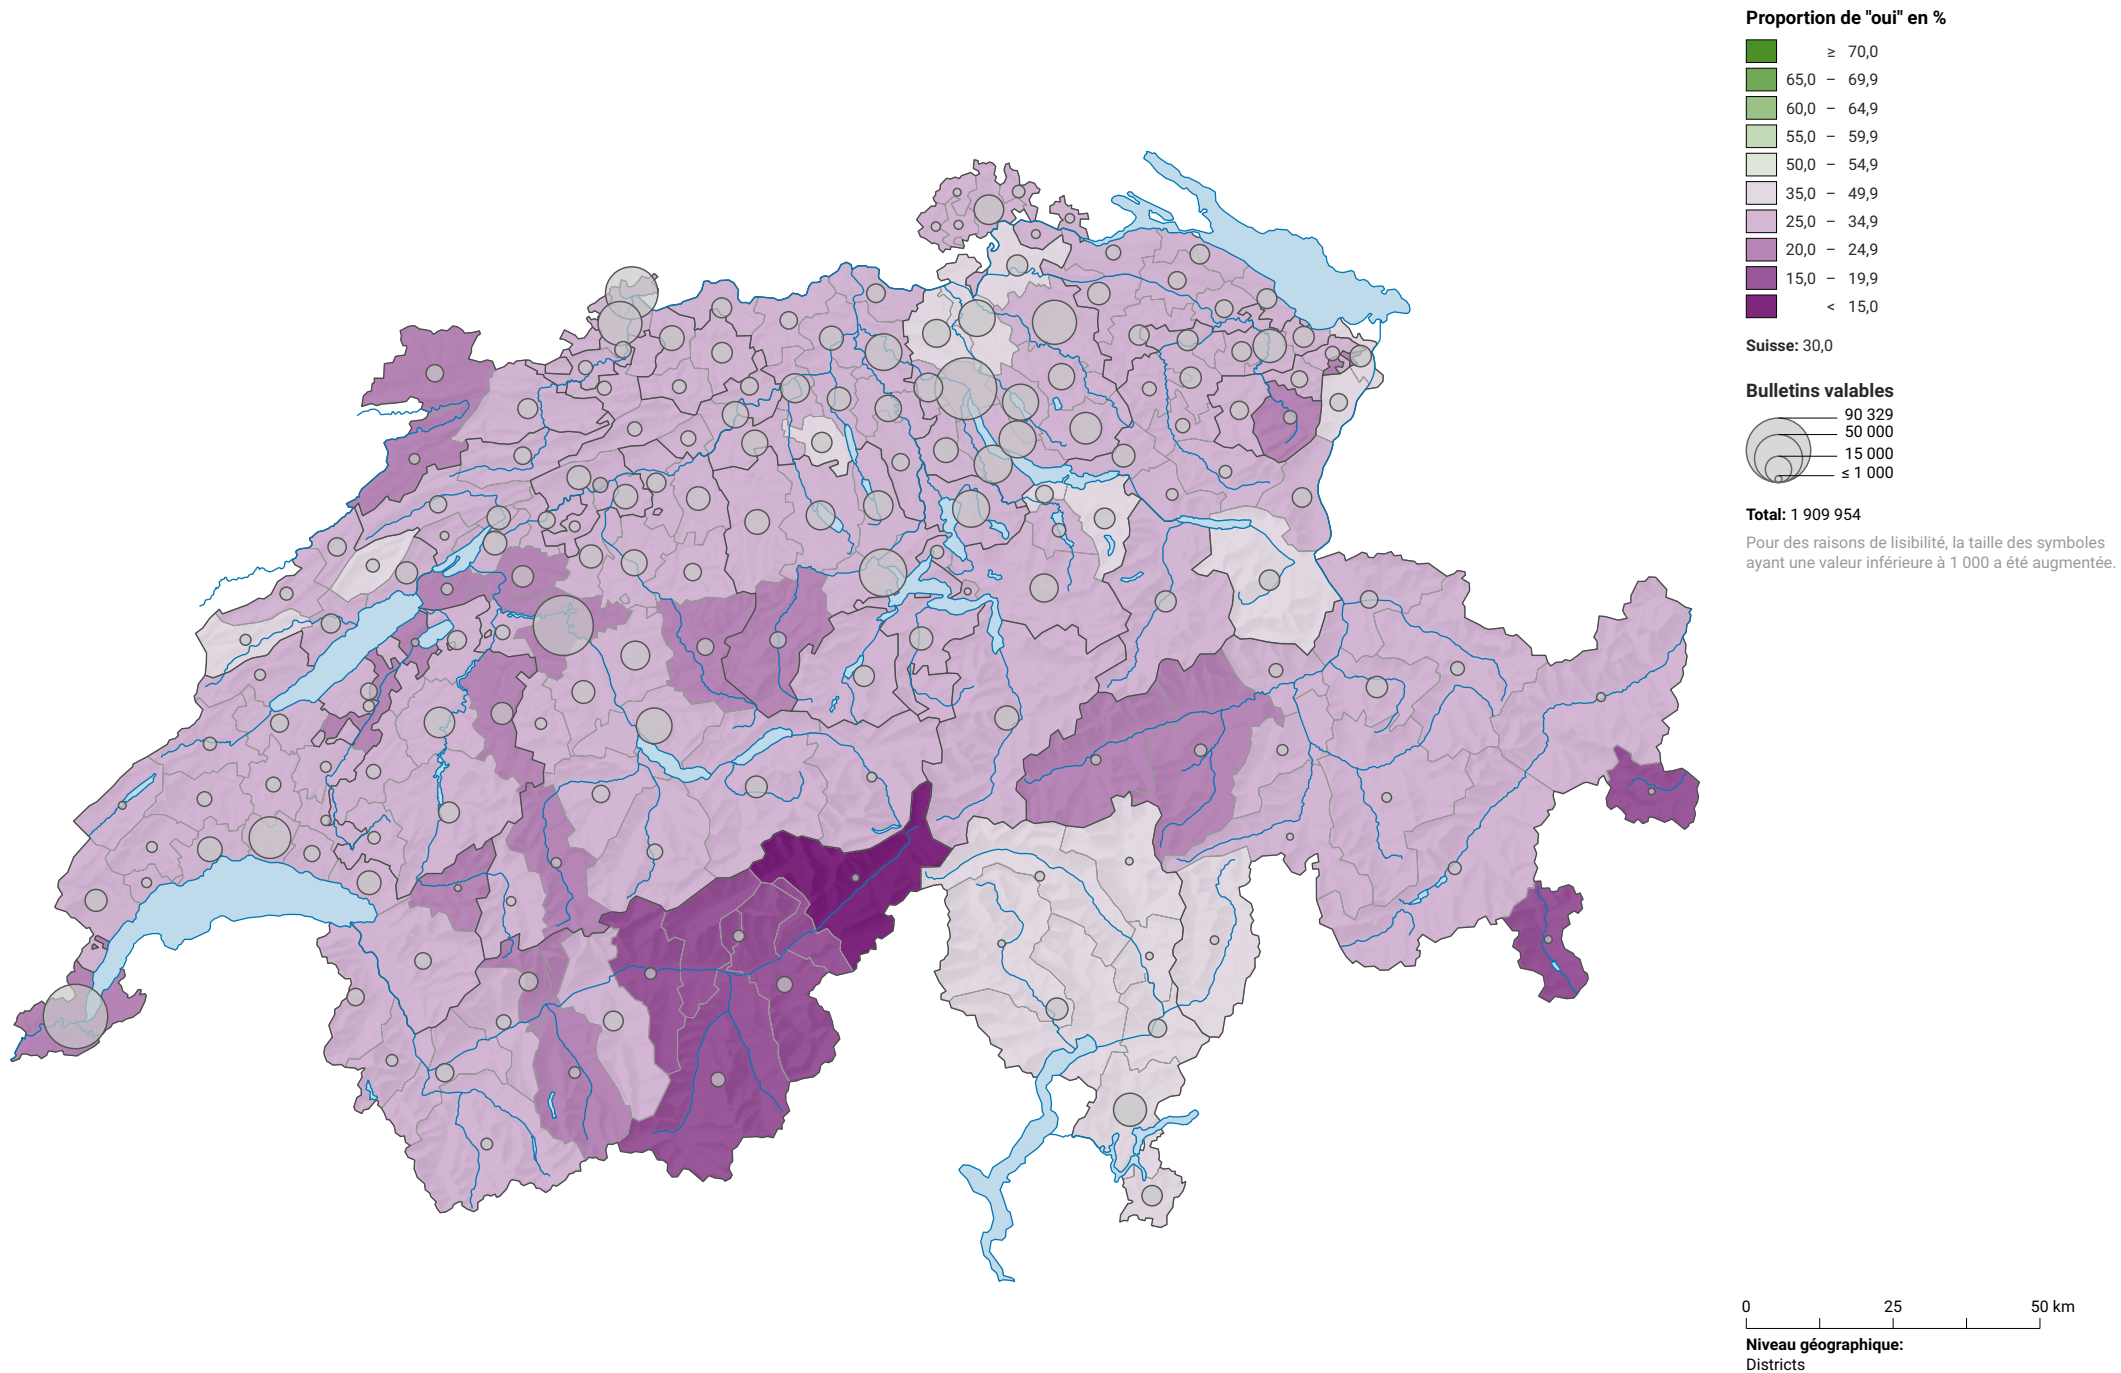 Proportion de "oui" en %
≥ 70,0
65,0 – 69,9
60,0 – 64,9
55,0 – 59,9
50,0 – 54,9
35,0 – 49,9
25,0 – 34,9
20,0 – 24,9
15,0 – 19,9
< 15,0
Suisse: 30,0
Bulletins valables
90 329
50 000
15 000
≤ 1 000
Total: 1 909 954
Pour des raisons de lisibilité, la taille des symboles
ayant une valeur inférieure à 1 000 a été augmentée.
0 25 50 km
Niveau géographique:
Districts